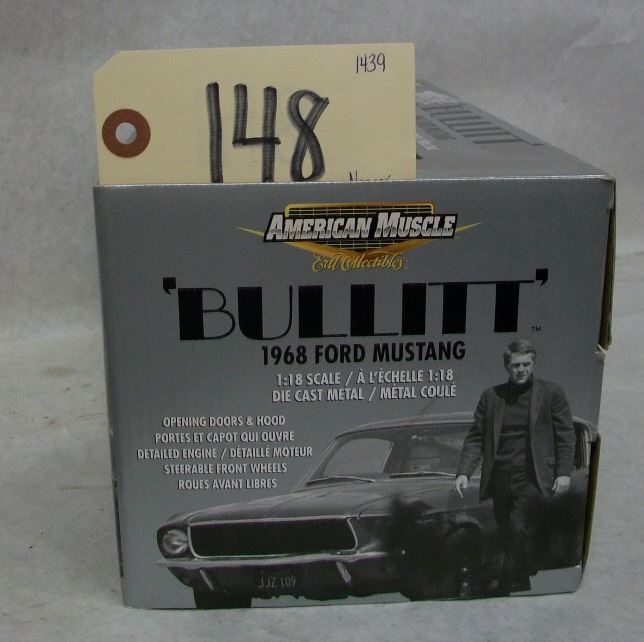 1439
148
AMERICAN MUSCLE
Ertl Collectibles
'BULLITT'™
1968 FORD MUSTANG
1:18 SCALE / À L'ÉCHELLE 1:18
DIE CAST METAL / MÉTAL COULÉ
OPENING DOORS & HOOD
PORTES ET CAPOT QUI OUVRE
DETAILED ENGINE / DÉTAILLÉ MOTEUR
STEERABLE FRONT WHEELS
ROUES AVANT LIBRES
JJZ 109
BULLITT